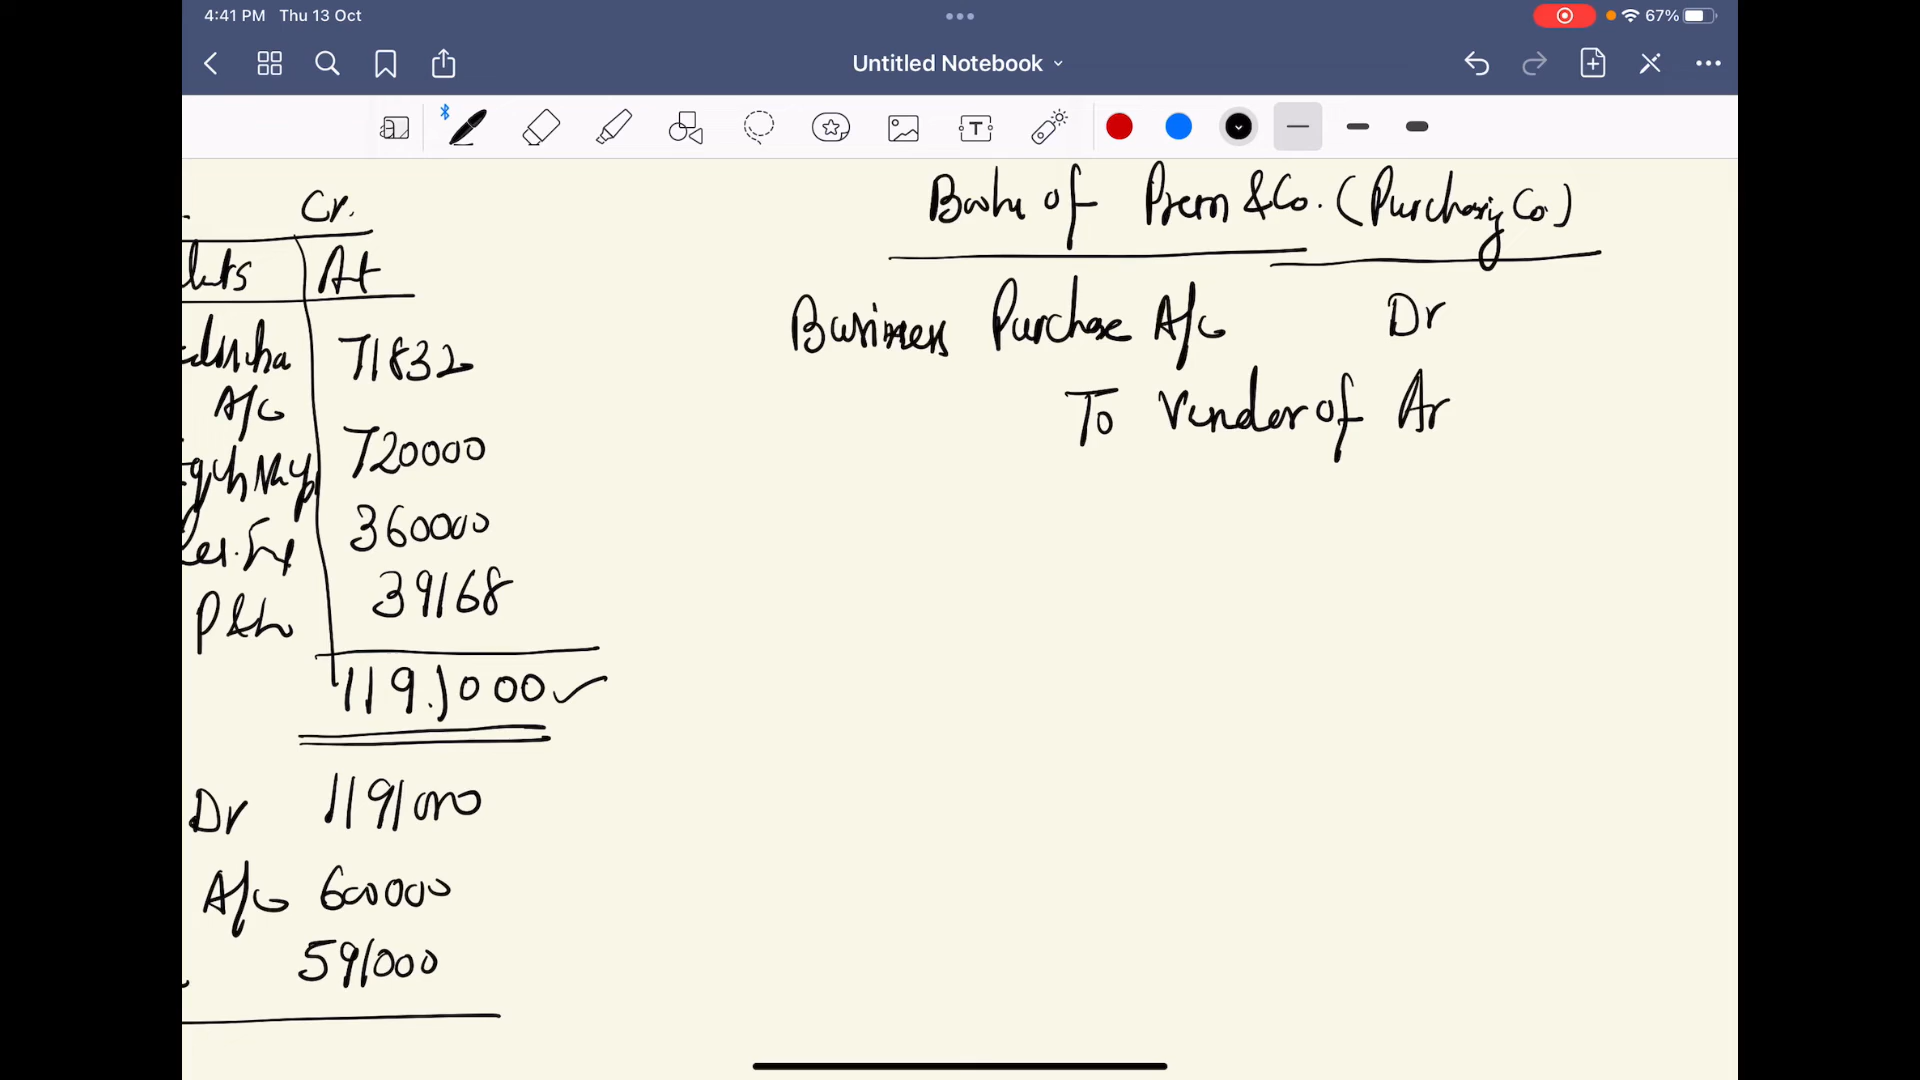 4:41 PM Thu 13 Oct
67%
Untitled Notebook
T
Cr.
At
71832
A/c
720000
360000
39168
1191000
Dr 1191000
A/c 600000
591000
Books of Prem & Co. (Purchasing Co.)
Business Purchase A/c Dr
To Vendor of Ar